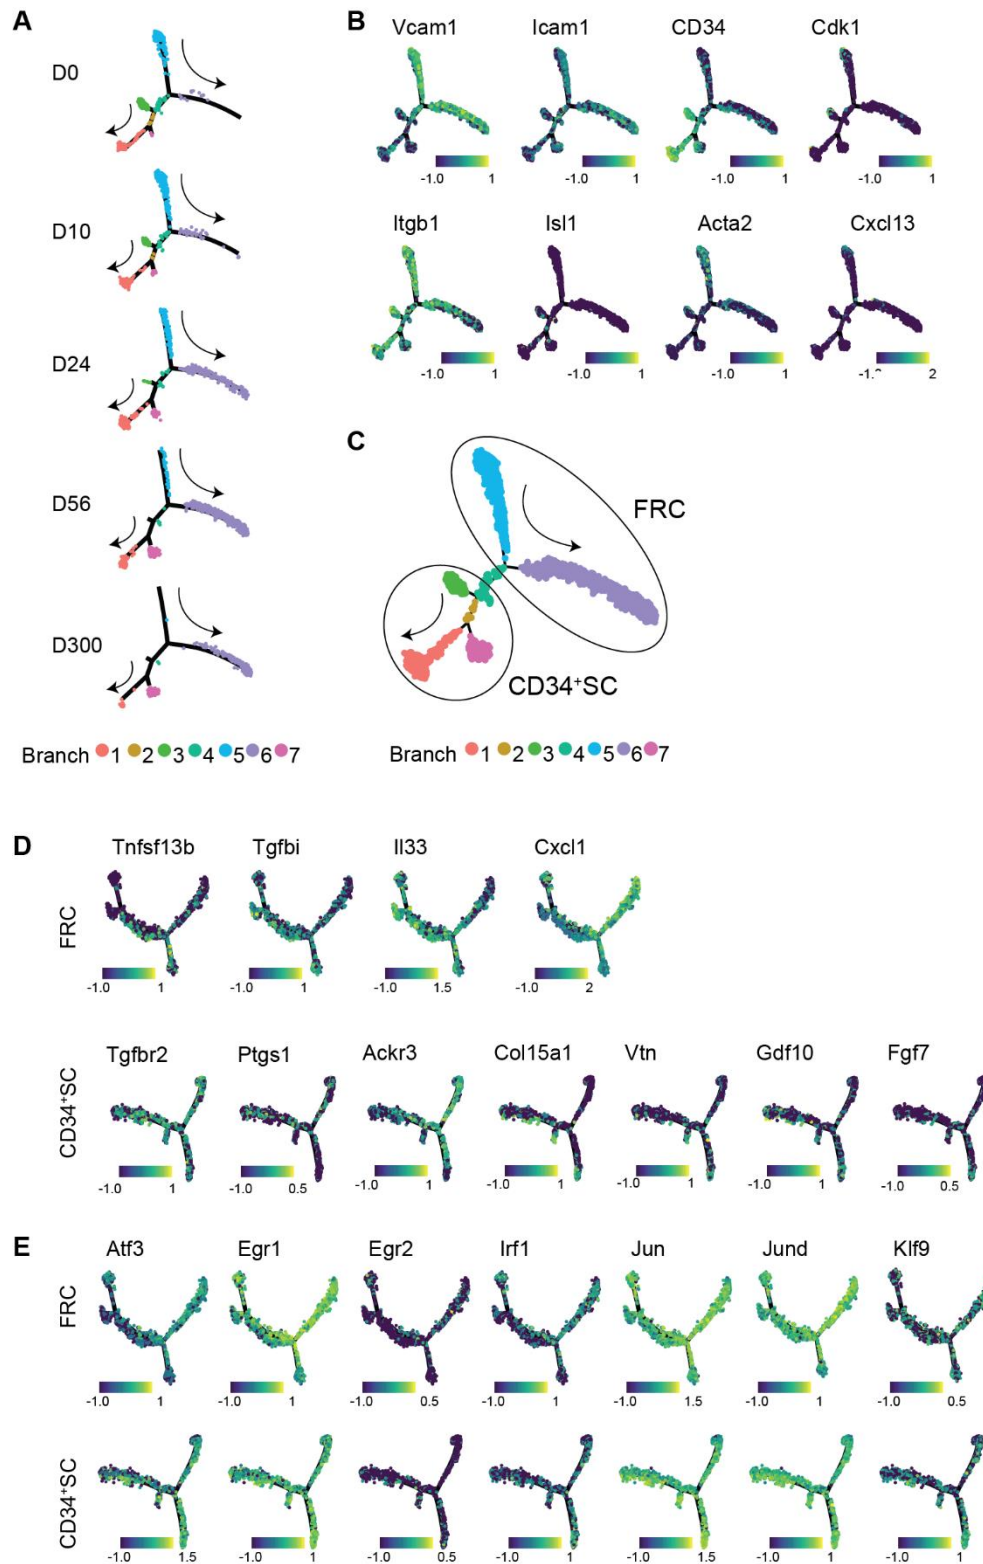 A
D0
D10
D24
D56
D300
Branch 1 2 3 4 5 6 7
B
Vcam1 Icam1 CD34 Cdk1
-1.0 1 -1.0 1 -1.0 1 -1.0 1
Itgb1 Isl1 Acta2 Cxcl13
-1.0 1 -1.0 1 -1.0 1 -1.' 2
C
FRC
CD34⁺SC
Branch 1 2 3 4 5 6 7
D
FRC
Tnfsf13b Tgfbi Il33 Cxcl1
-1.0 1 -1.0 1 -1.0 1.5 -1.0 2
CD34⁺SC
Tgfbr2 Ptgs1 Ackr3 Col15a1 Vtn Gdf10 Fgf7
-1.0 1 -1.0 0.5 -1.0 1 -1.0 1 -1.0 1 -1.0 1 -1.0 0.5
E
FRC
Atf3 Egr1 Egr2 Irf1 Jun Jund Klf9
-1.0 1 -1.0 1 -1.0 0.5 -1.0 1 -1.0 1.5 -1.0 1 -1.0 0.5
CD34⁺SC
-1.0 1.5 -1.0 1 -1.0 0.5 -1.0 1 -1.0 1.5 -1.0 1 -1.0 1